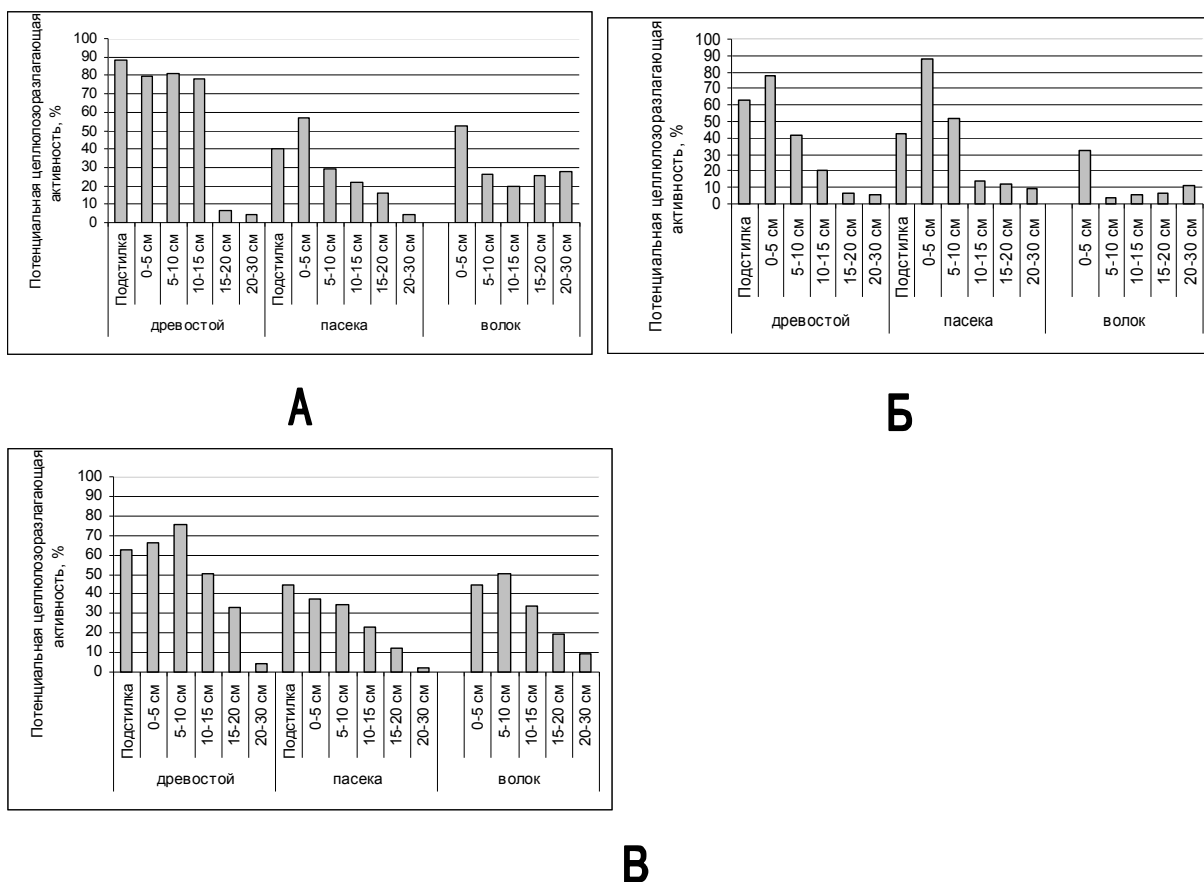 Потенциальная целлюлозоразлагающая
активность, %
100
90
80
70
60
50
40
30
20
10
0
Подстилка
0-5 см
5-10 см
10-15 см
15-20 см
20-30 см
Подстилка
0-5 см
5-10 см
10-15 см
15-20 см
20-30 см
0-5 см
5-10 см
10-15 см
15-20 см
20-30 см
древостой
пасека
волок
А
Потенциальная целлюлозоразлагающая
активность, %
100
90
80
70
60
50
40
30
20
10
0
Подстилка
0-5 см
5-10 см
10-15 см
15-20 см
20-30 см
Подстилка
0-5 см
5-10 см
10-15 см
15-20 см
20-30 см
0-5 см
5-10 см
10-15 см
15-20 см
20-30 см
древостой
пасека
волок
Б
Потенциальная целлюлозоразлагающая
активность, %
100
90
80
70
60
50
40
30
20
10
0
Подстилка
0-5 см
5-10 см
10-15 см
15-20 см
20-30 см
Подстилка
0-5 см
5-10 см
10-15 см
15-20 см
20-30 см
0-5 см
5-10 см
10-15 см
15-20 см
20-30 см
древостой
пасека
волок
В